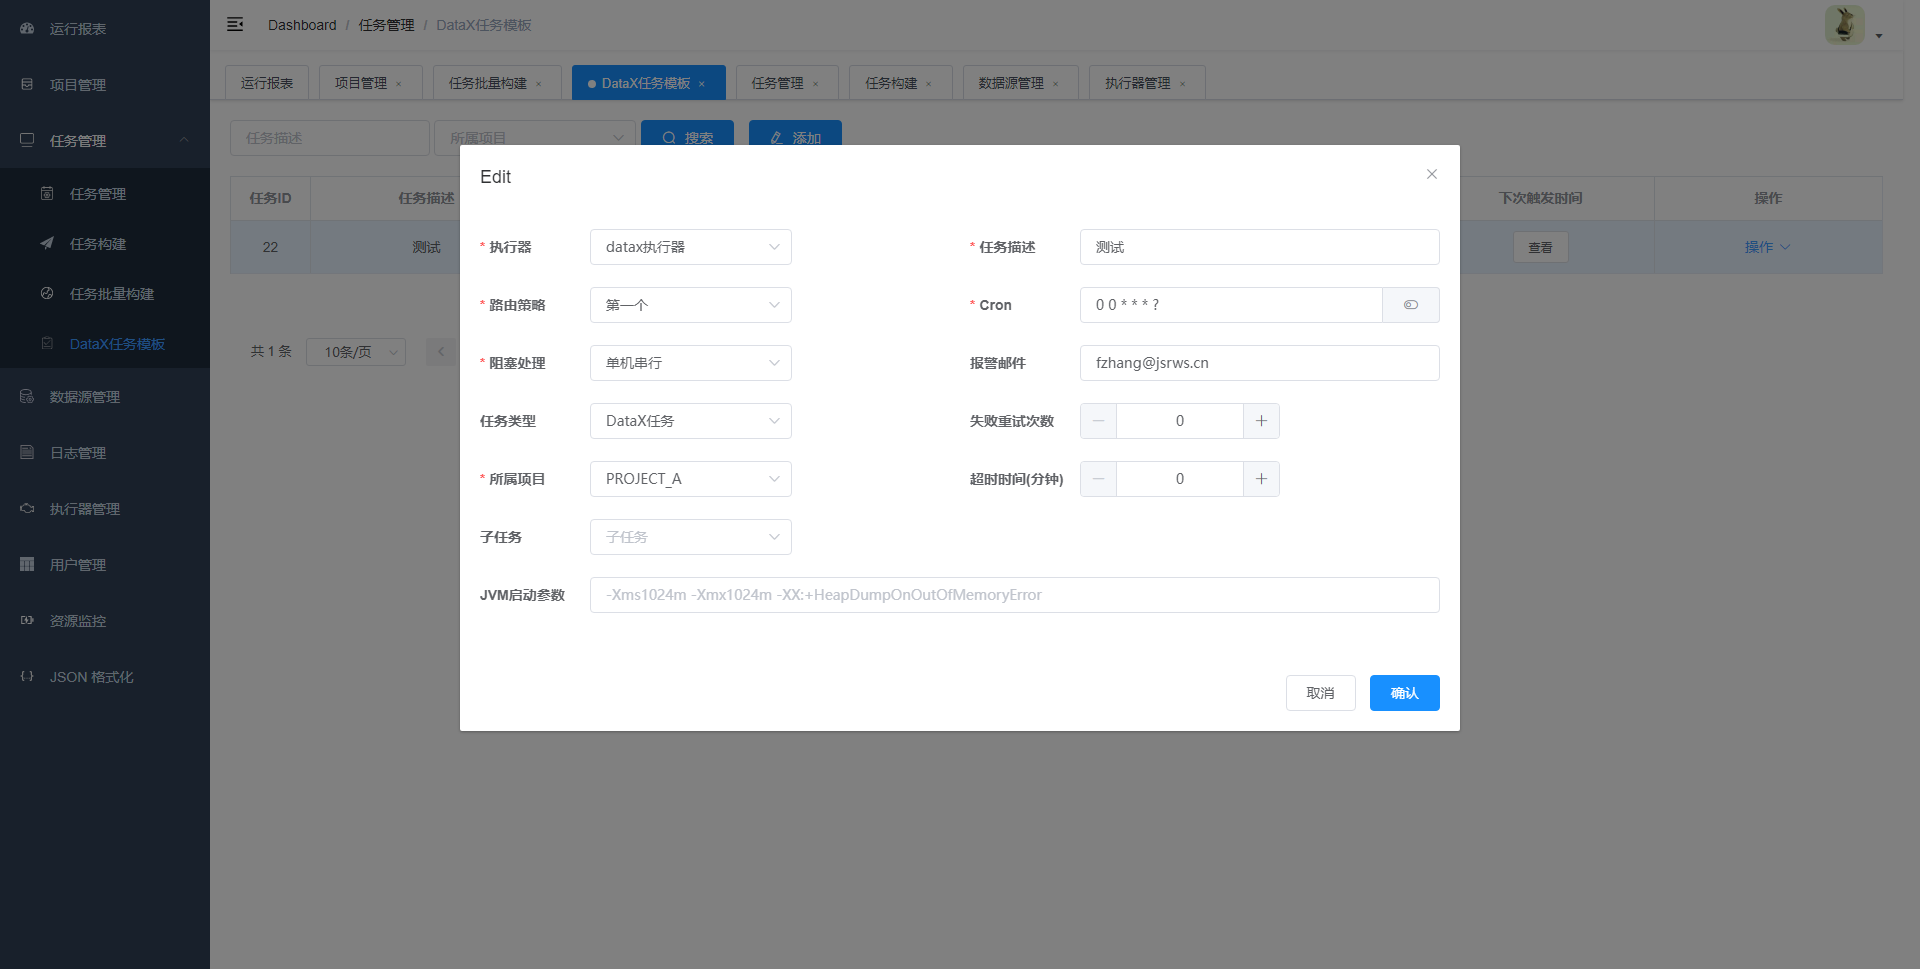 运行报表
项目管理
任务管理
任务管理
任务构建
任务批量构建
DataX任务模板
数据源管理
日志管理
执行器管理
用户管理
资源监控
JSON 格式化
Dashboard / 任务管理 / DataX任务模板
运行报表 项目管理 × 任务批量构建 × DataX任务模板 × 任务管理 × 任务构建 × 数据源管理 × 执行器管理 ×
任务描述 所属项目 搜索 添加
任务ID 任务描述 下次触发时间 操作
22 测试 查看 操作
共 1 条 10条/页
Edit
* 执行器 datax执行器 * 任务描述 测试
* 路由策略 第一个 * Cron 0 0 * * * ?
* 阻塞处理 单机串行 报警邮件 fzhang@jsrws.cn
任务类型 DataX任务 失败重试次数 0
* 所属项目 PROJECT_A 超时时间(分钟) 0
子任务 子任务
JVM启动参数 -Xms1024m -Xmx1024m -XX:+HeapDumpOnOutOfMemoryError
取消 确认